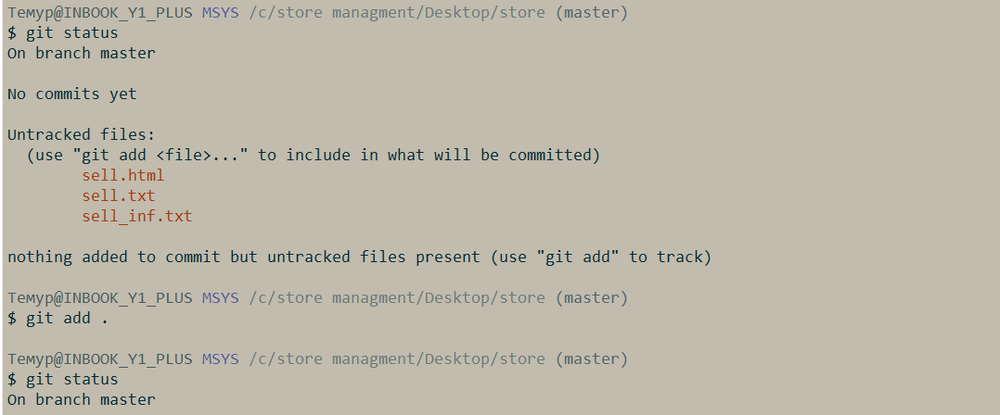 Темур@INBOOK_Y1_PLUS MSYS /c/store managment/Desktop/store (master)
$ git status
On branch master
No commits yet
Untracked files:
(use "git add <file>..." to include in what will be committed)
sell.html
sell.txt
sell_inf.txt
nothing added to commit but untracked files present (use "git add" to track)
Темур@INBOOK_Y1_PLUS MSYS /c/store managment/Desktop/store (master)
$ git add .
Темур@INBOOK_Y1_PLUS MSYS /c/store managment/Desktop/store (master)
$ git status
On branch master